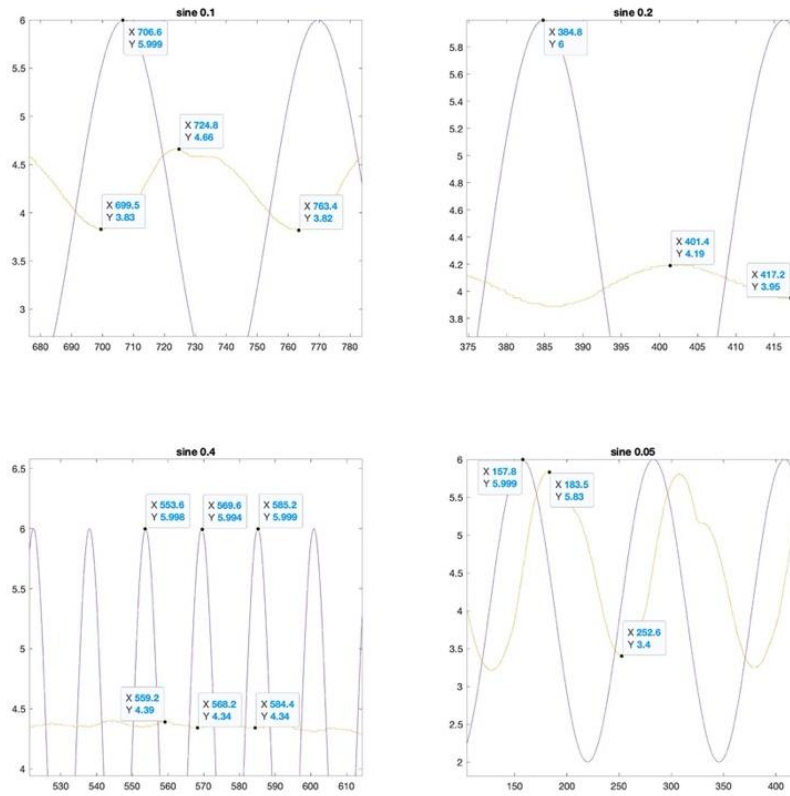 sine 0.1
6
5.5
5
4.5
4
3.5
3
X 706.6
Y 5.999
X 724.8
Y 4.66
X 699.5
Y 3.83
X 763.4
Y 3.82
680 690 700 710 720 730 740 750 760 770 780
sine 0.2
5.8
5.6
5.4
5.2
5
4.8
4.6
4.4
4.2
4
3.8
X 384.8
Y 6
X 401.4
Y 4.19
X 417.2
Y 3.95
375 380 385 390 395 400 405 410 415
sine 0.4
6.5
6
5.5
5
4.5
4
X 553.6
Y 5.998
X 569.6
Y 5.994
X 585.2
Y 5.999
X 559.2
Y 4.39
X 568.2
Y 4.34
X 584.4
Y 4.34
530 540 550 560 570 580 590 600 610
sine 0.05
6
5.5
5
4.5
4
3.5
3
2.5
2
X 157.8
Y 5.999
X 183.5
Y 5.83
X 252.6
Y 3.4
150 200 250 300 350 400